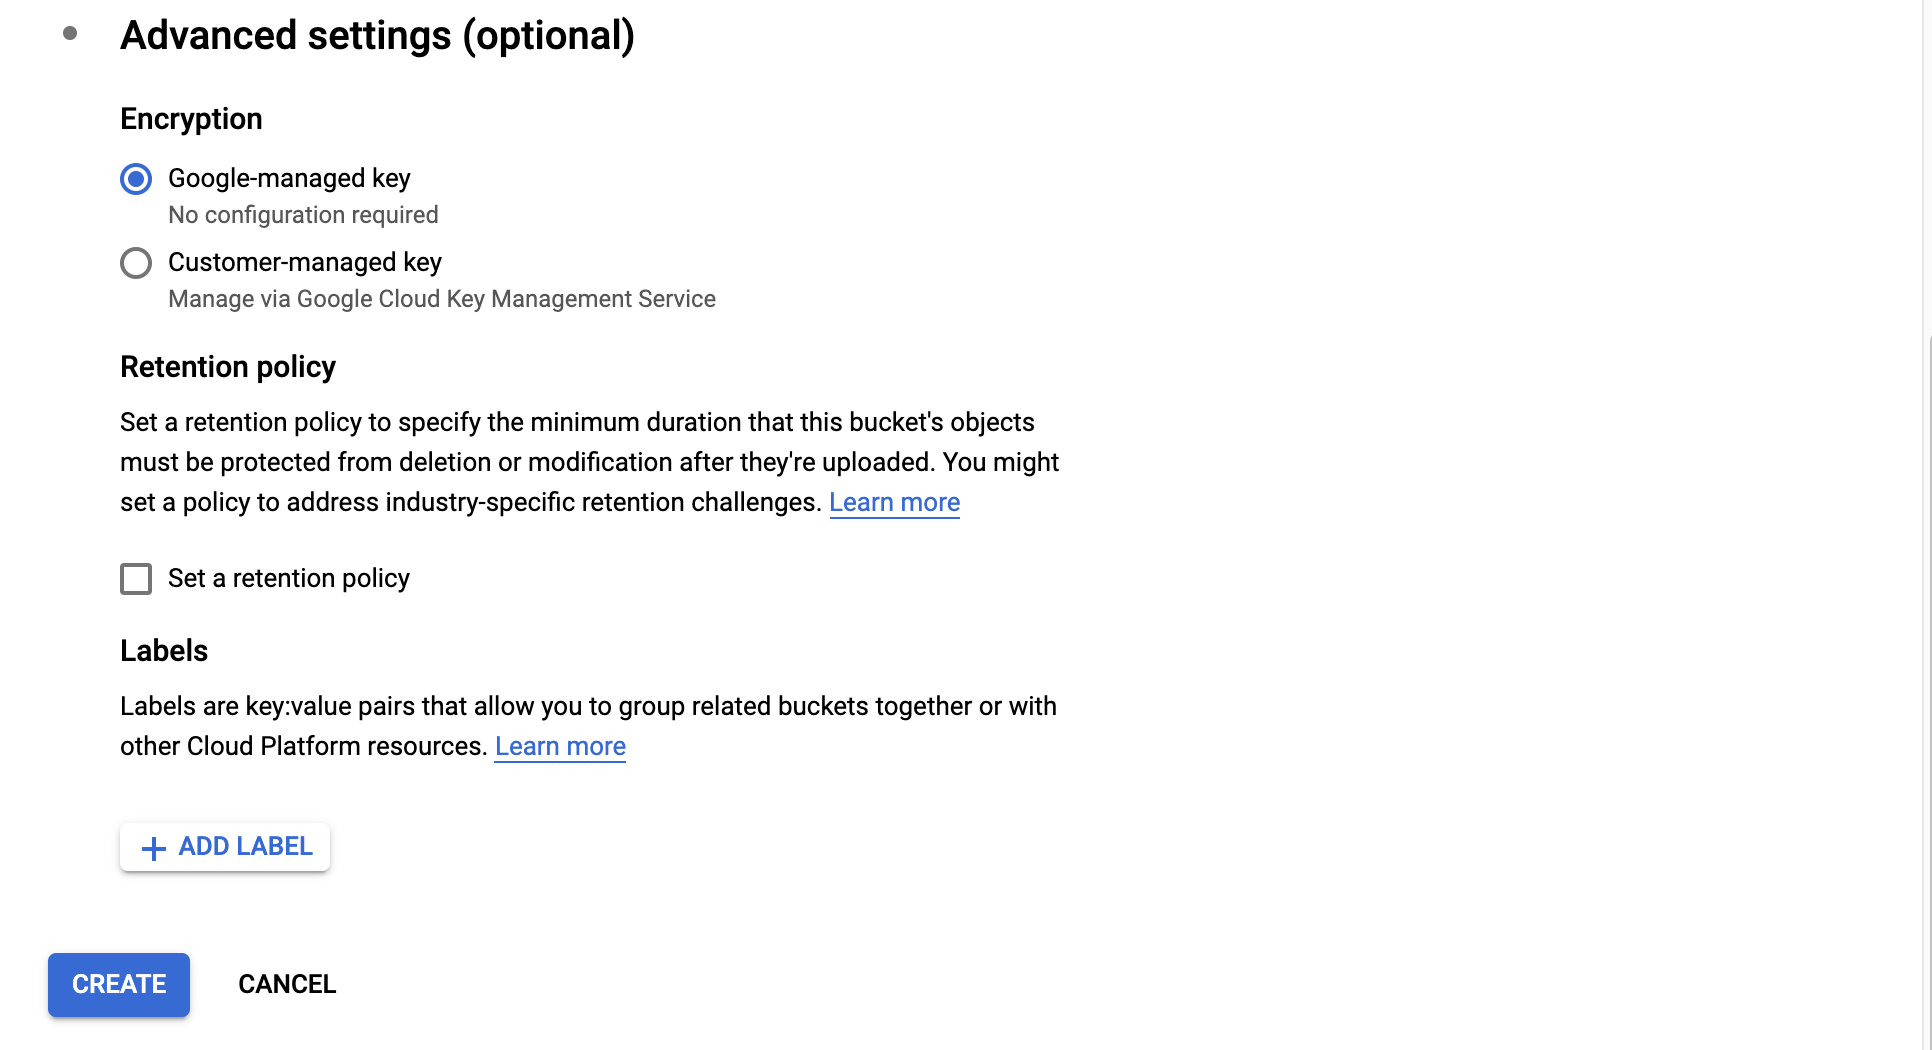 Advanced settings (optional)
Encryption
Google-managed key
No configuration required
Customer-managed key
Manage via Google Cloud Key Management Service
Retention policy
Set a retention policy to specify the minimum duration that this bucket's objects
must be protected from deletion or modification after they're uploaded. You might
set a policy to address industry-specific retention challenges. Learn more
Set a retention policy
Labels
Labels are key:value pairs that allow you to group related buckets together or with
other Cloud Platform resources. Learn more
+ ADD LABEL
CREATE CANCEL